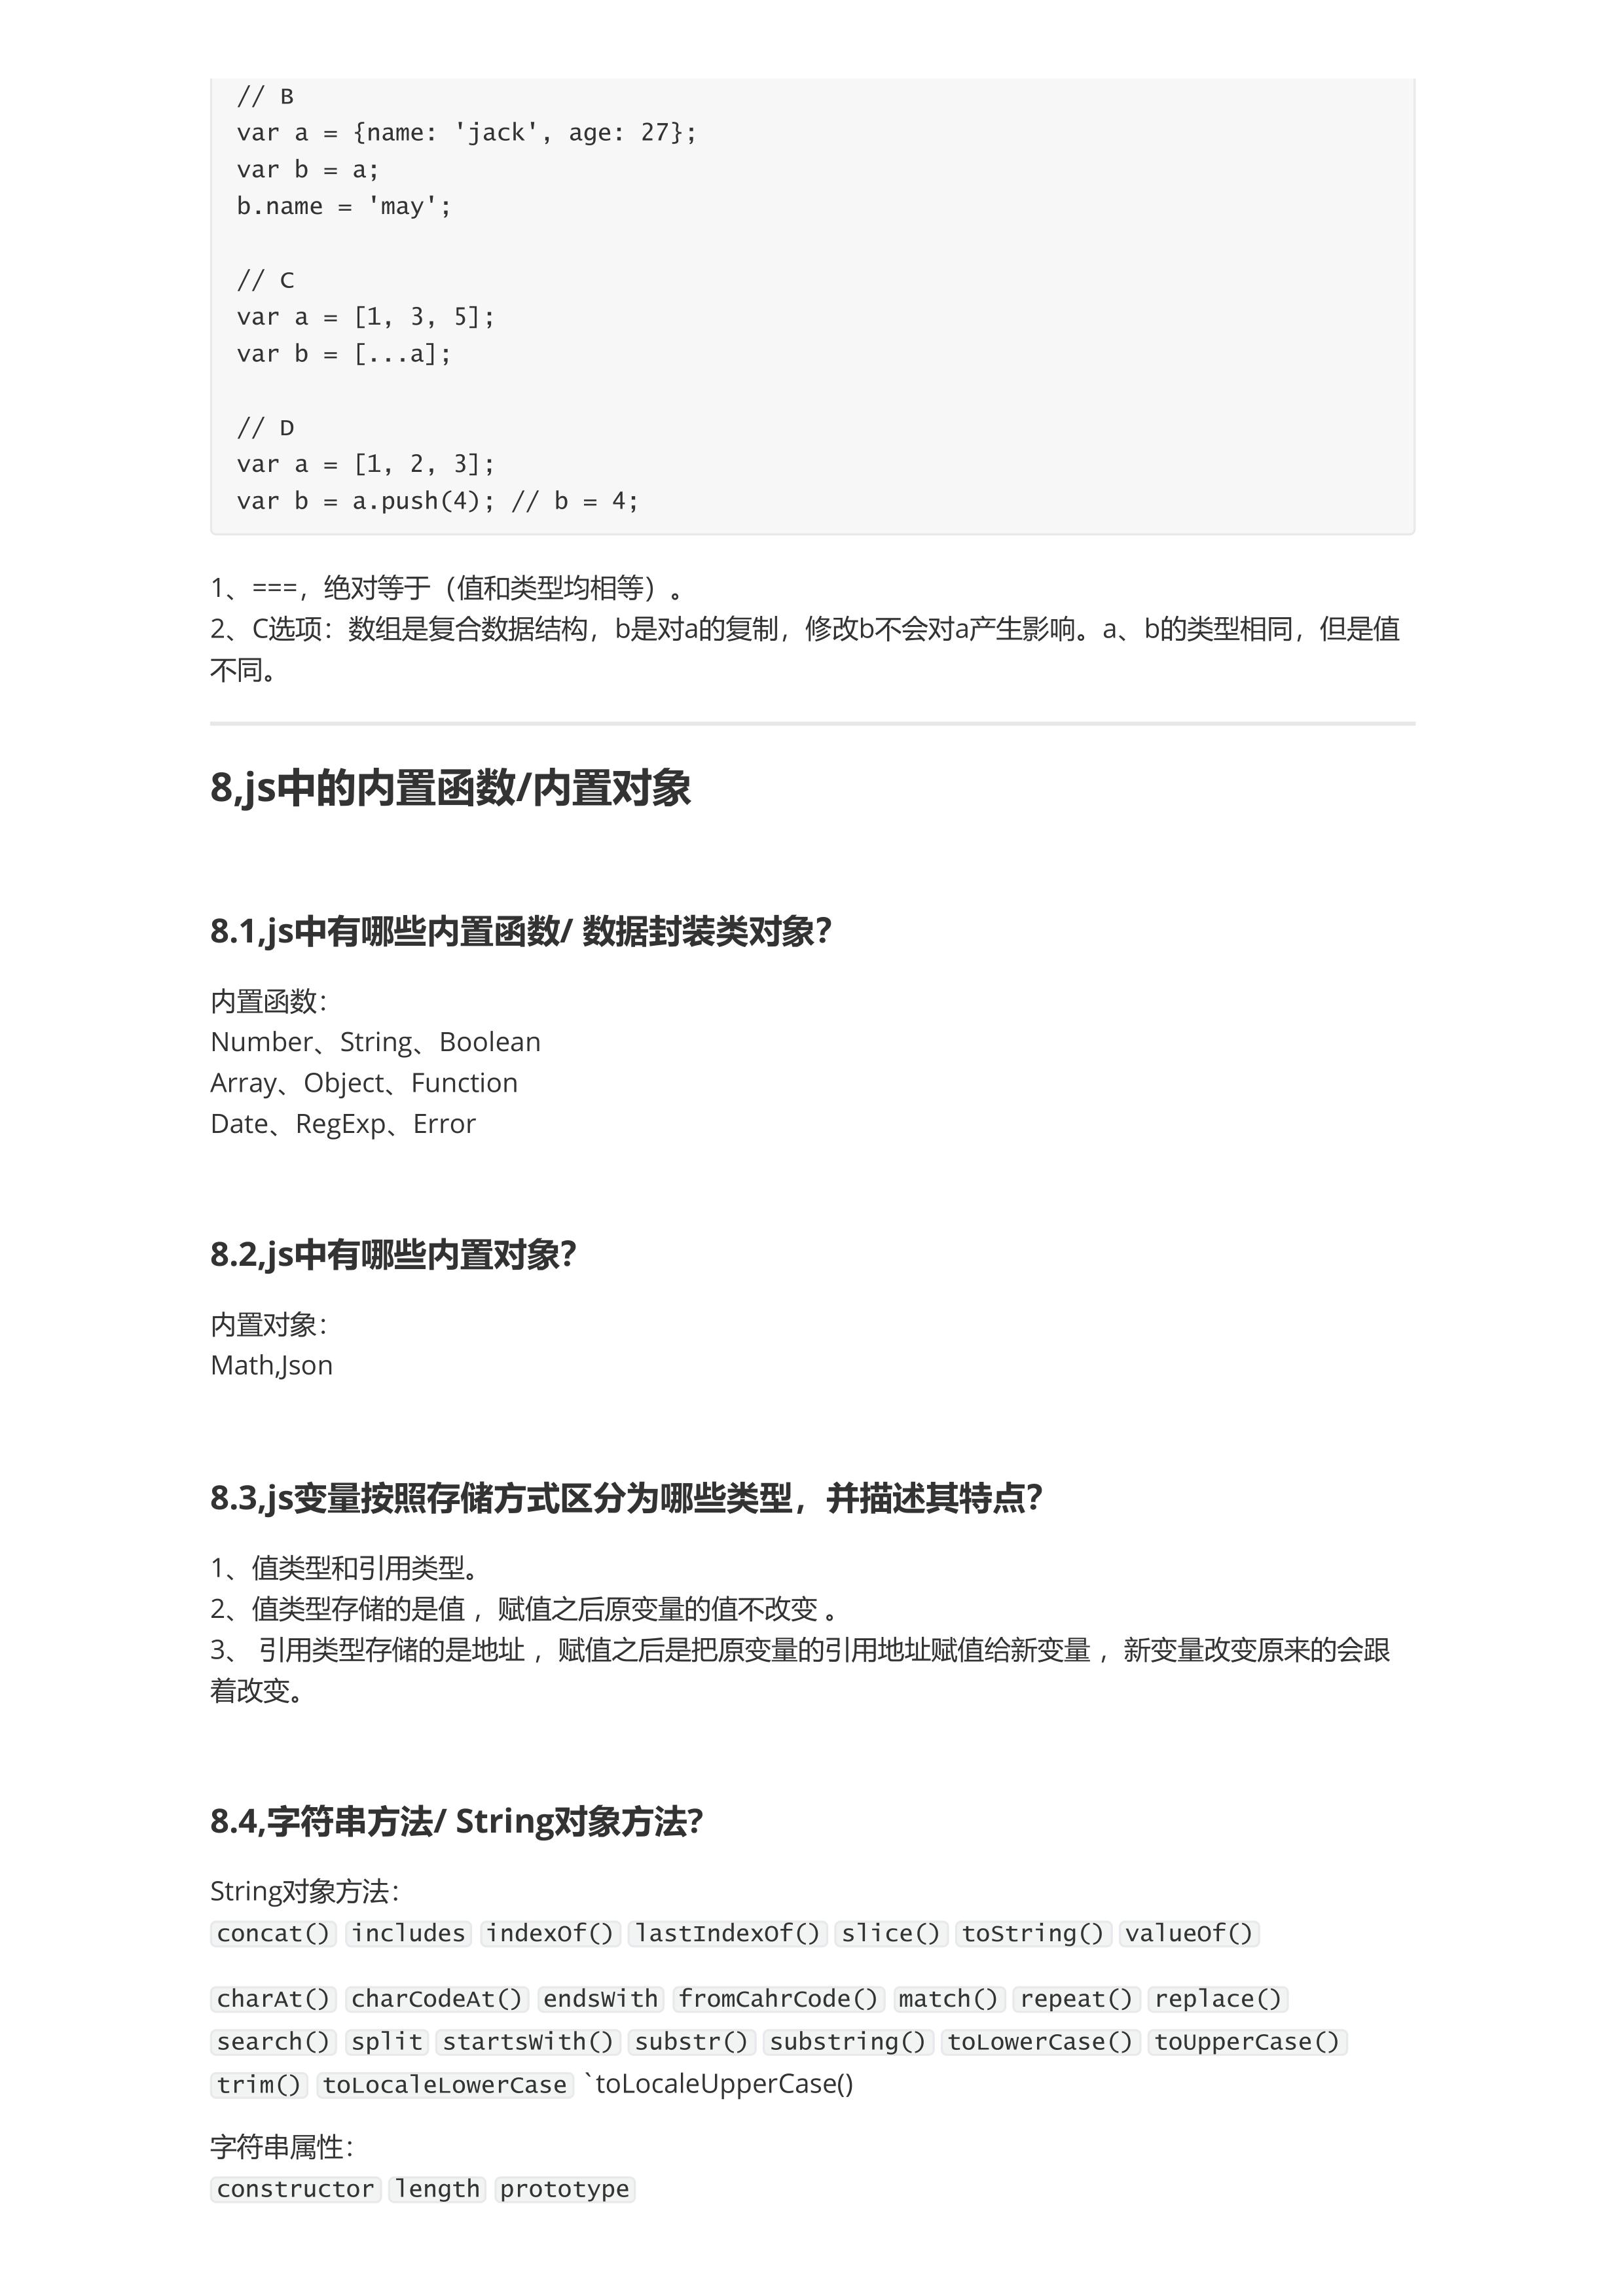 // B
var a = {name: 'jack', age: 27};
var b = a;
b.name = 'may';
// C
var a = [1, 3, 5];
var b = [...a];
// D
var a = [1, 2, 3];
var b = a.push(4); // b = 4;
1、===，绝对等于（值和类型均相等）。
2、C选项：数组是复合数据结构，b是对a的复制，修改b不会对a产生影响。a、b的类型相同，但是值
不同。
8,js中的内置函数/内置对象
8.1,js中有哪些内置函数/ 数据封装类对象？
内置函数：
Number、String、Boolean
Array、Object、Function
Date、RegExp、Error
8.2,js中有哪些内置对象？
内置对象：
Math,Json
8.3,js变量按照存储方式区分为哪些类型，并描述其特点？
1、值类型和引用类型。
2、值类型存储的是值 ，赋值之后原变量的值不改变 。
3、 引用类型存储的是地址 ，赋值之后是把原变量的引用地址赋值给新变量 ，新变量改变原来的会跟
着改变。
8.4,字符串方法/ String对象方法?
String对象方法：
concat() includes indexOf() lastIndexOf() slice() toString() valueOf()
charAt() charCodeAt() endsWith fromCahrCode() match() repeat() replace()
search() split startsWith() substr() substring() toLowerCase() toUpperCase()
trim() toLocaleLowerCase `toLocaleUpperCase()
字符串属性：
constructor length prototype